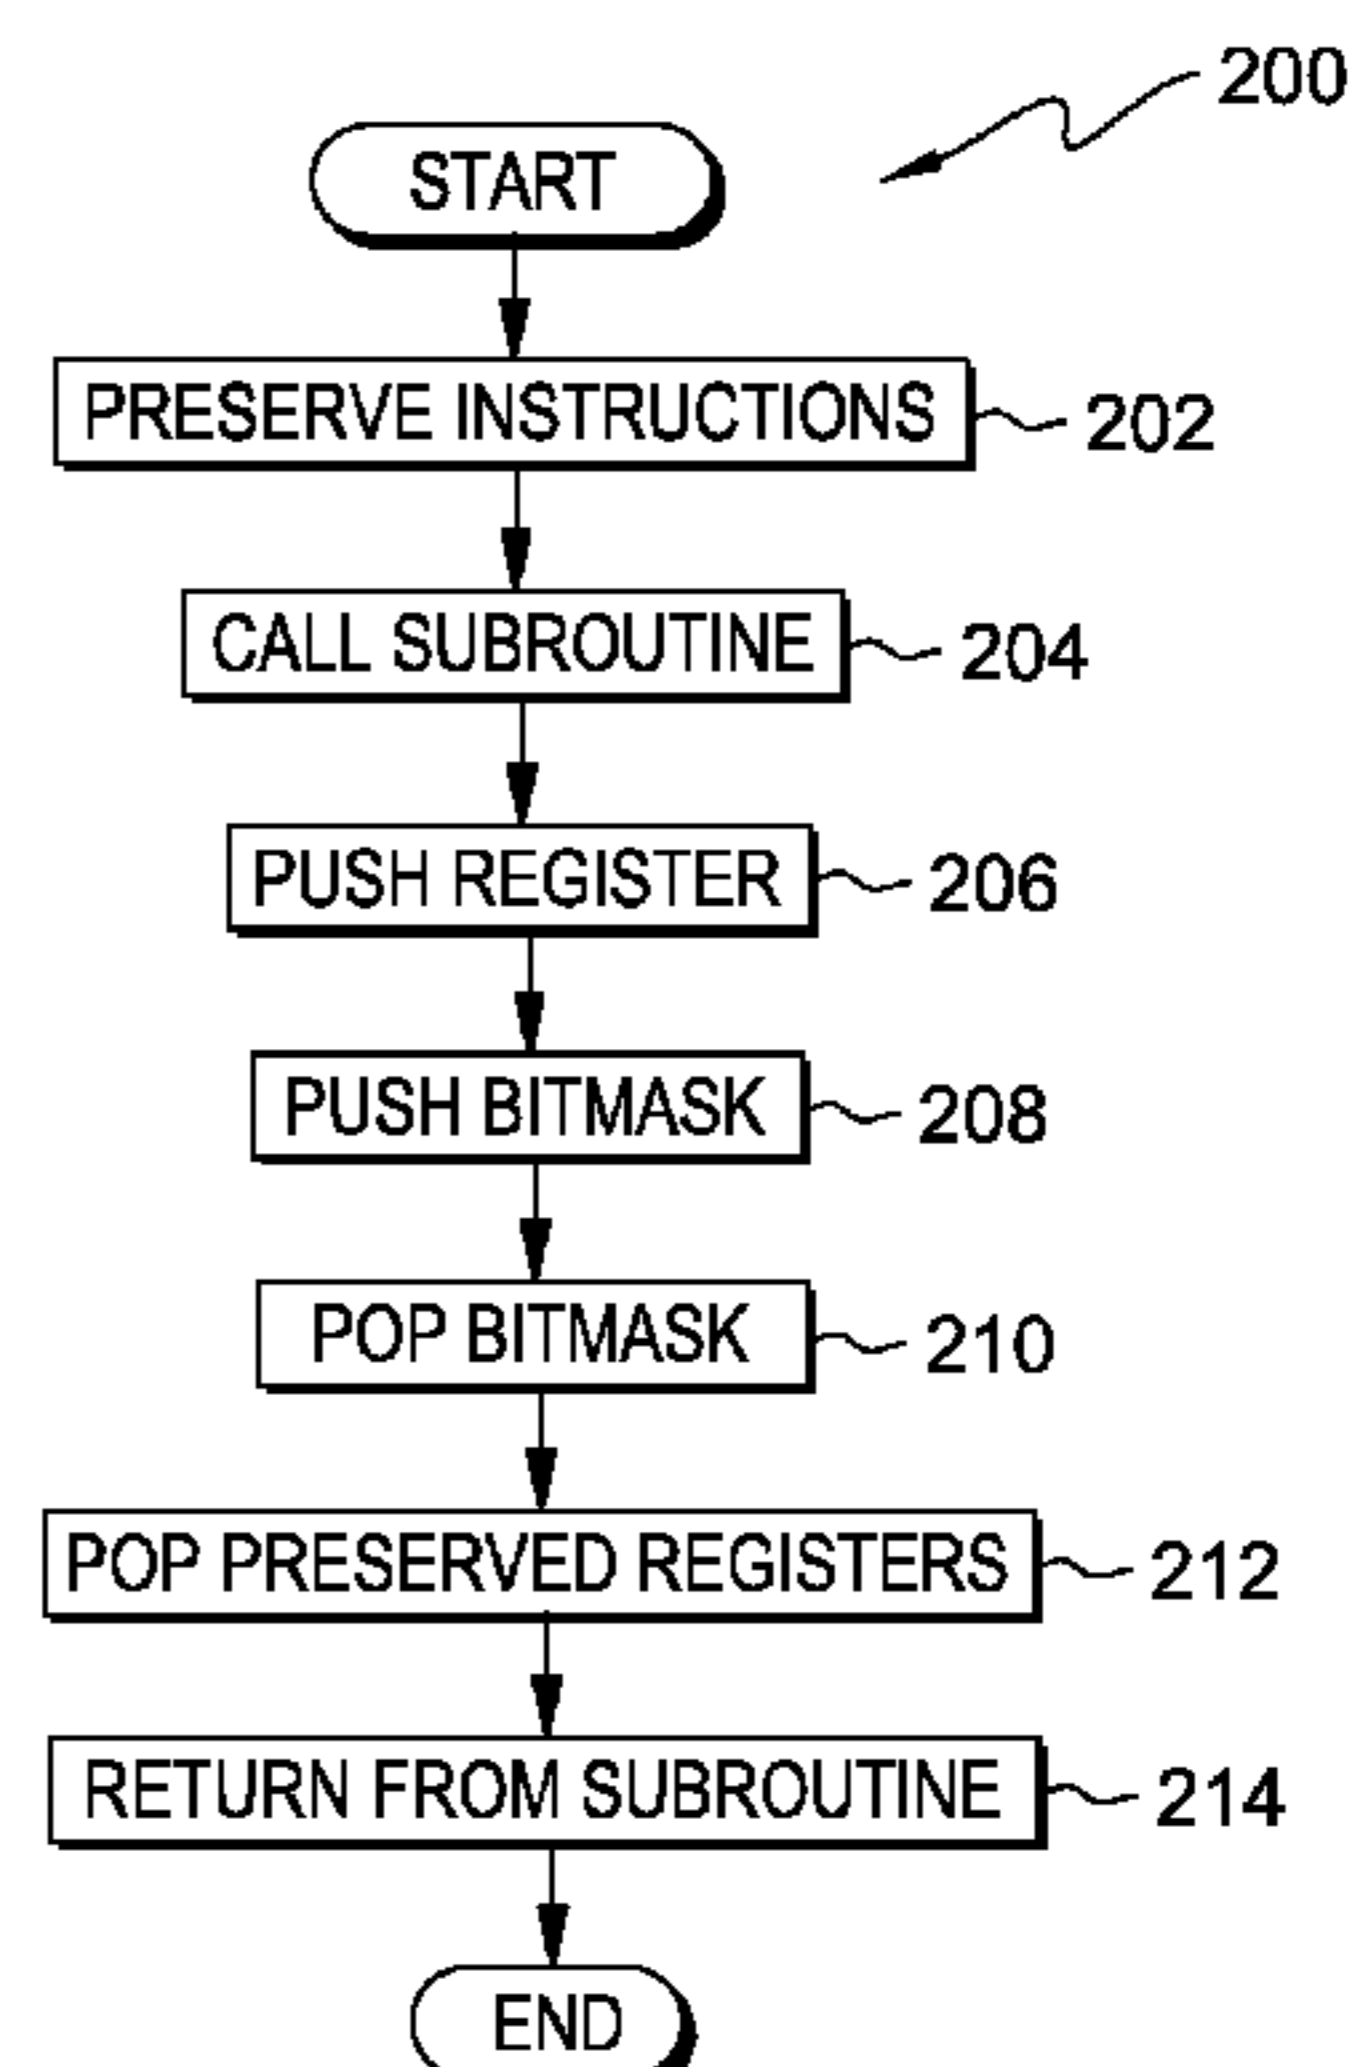 200
START
PRESERVE INSTRUCTIONS 202
CALL SUBROUTINE 204
PUSH REGISTER 206
PUSH BITMASK 208
POP BITMASK 210
POP PRESERVED REGISTERS 212
RETURN FROM SUBROUTINE 214
END